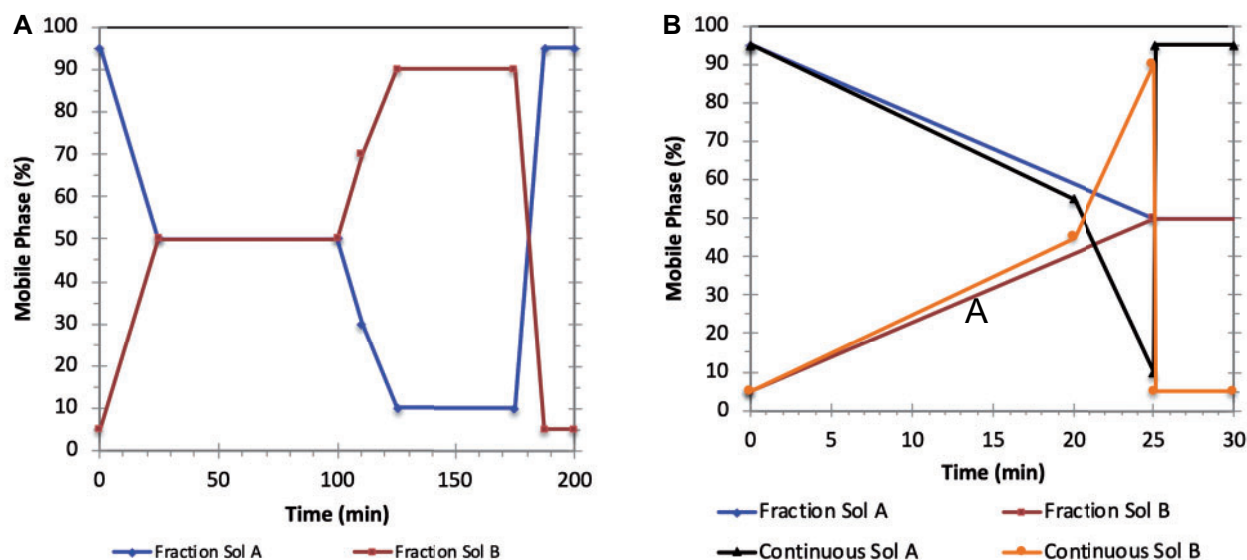 A
100
90
80
70
60
50
40
30
20
10
0
Mobile Phase (%)
0 50 100 150 200
Time (min)
Fraction Sol A Fraction Sol B
B
100
90
80
70
60
50
40
30
20
10
0
Mobile Phase (%)
A
0 5 10 15 20 25 30
Time (min)
Fraction Sol A Fraction Sol B
Continuous Sol A Continuous Sol B